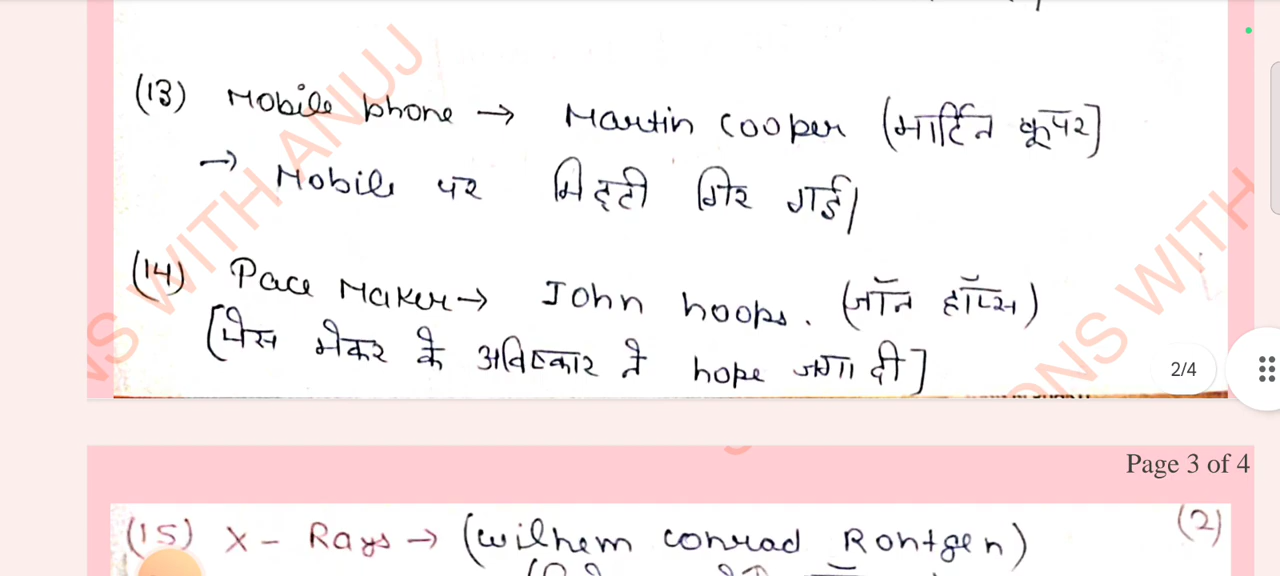 (13) Mobile phone → Martin Cooper (मार्टिन कूपर]
→ Mobile पर मिट्टी गिर गई।
(14) Pace Maker → John hoops. (जॉन हॉप्स)
[पेस मेकर के अविष्कार ने hope जगा दी]
2/4
Page 3 of 4
(15) X - Rays → (wilhem conrad Rontgen) (2)